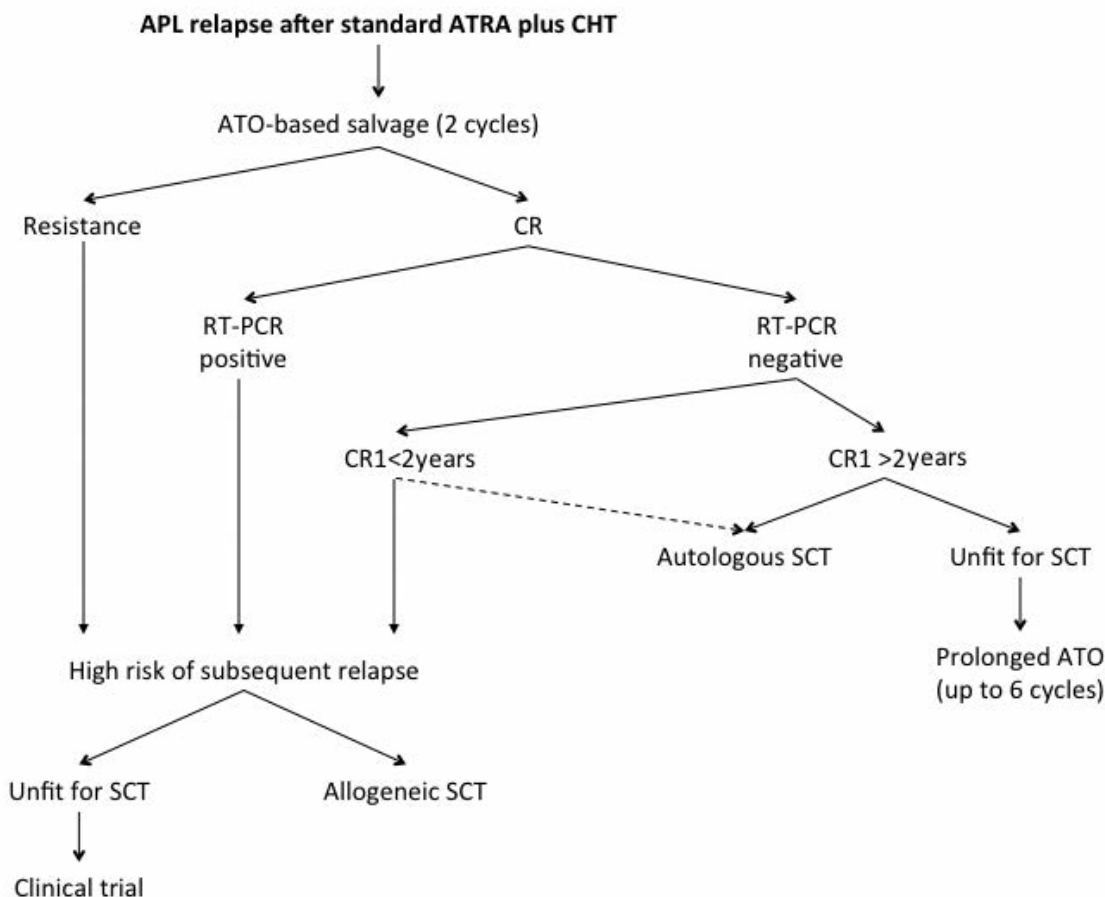 APL relapse after standard ATRA plus CHT
ATO-based salvage (2 cycles)
Resistance
CR
RT-PCR
positive
RT-PCR
negative
CR1<2years
CR1 >2years
Autologous SCT
Unfit for SCT
High risk of subsequent relapse
Prolonged ATO
(up to 6 cycles)
Unfit for SCT
Allogeneic SCT
Clinical trial